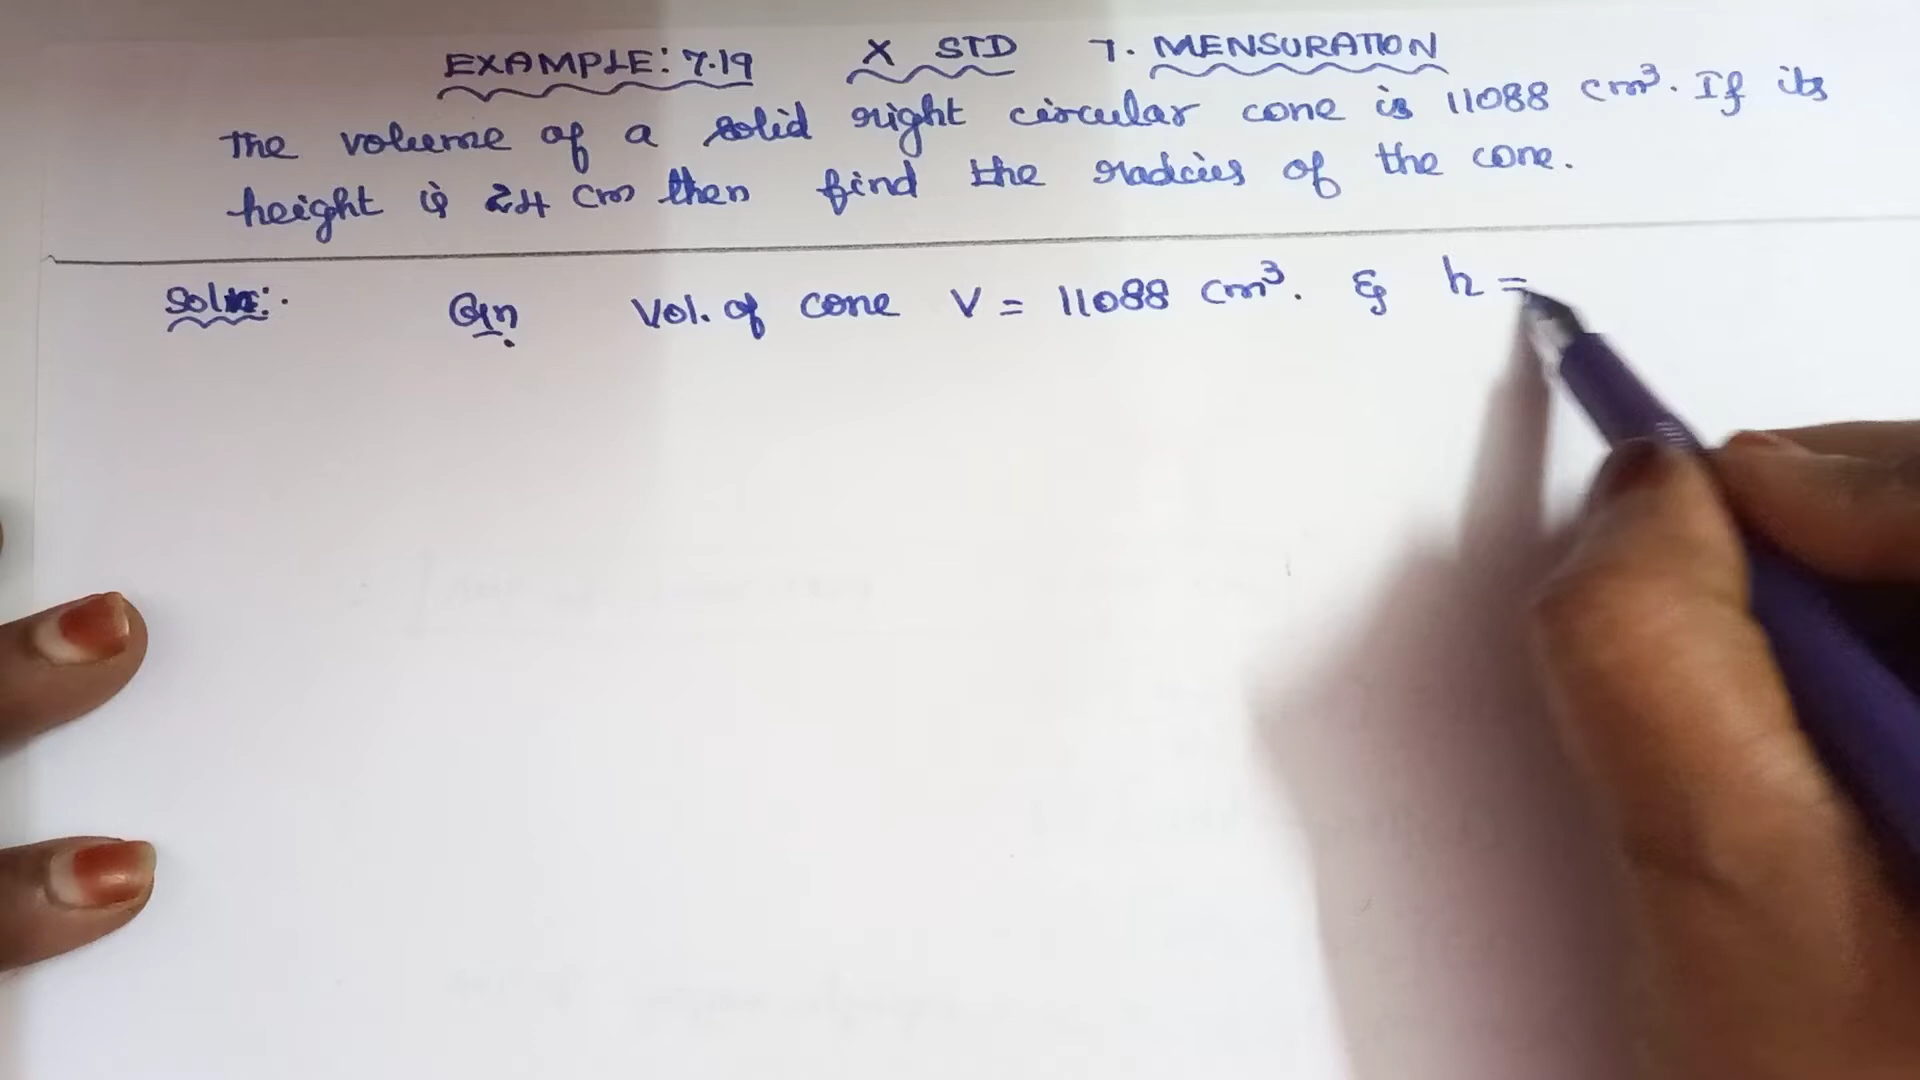 EXAMPLE: 7.19 X STD 7. MENSURATION
The volume of a solid right circular cone is 11088 cm³. If its
height is 24 cm then find the radius of the cone.
Soln:. Gn. Vol. of cone V = 11088 cm³. & h =